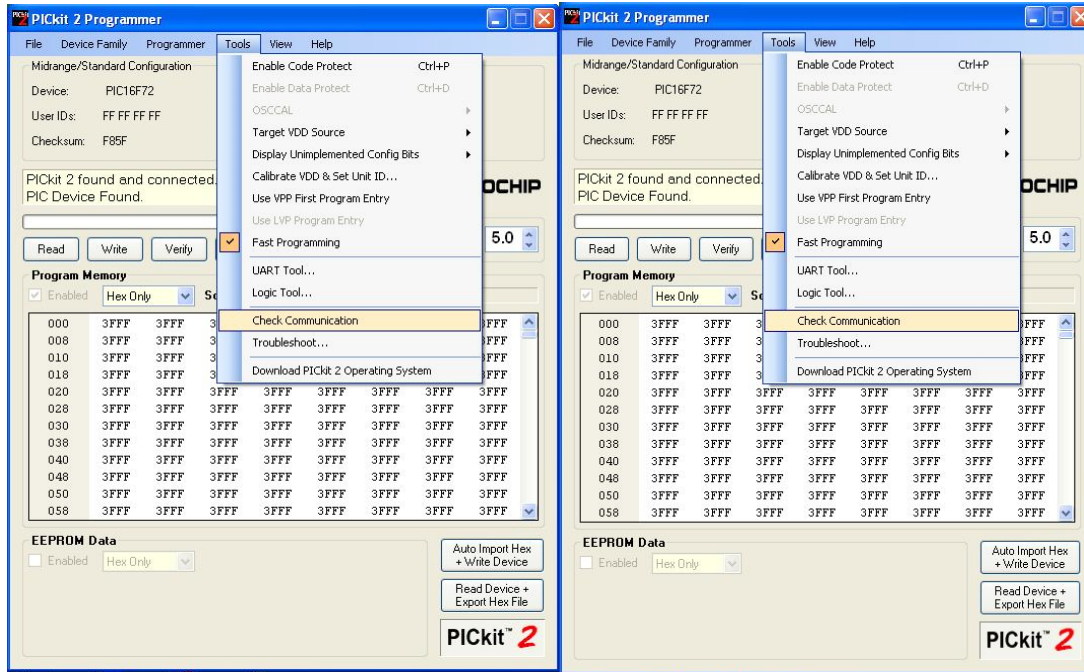 PICkit 2 Programmer
File Device Family Programmer Tools View Help
Midrange/Standard Configuration
Device: PIC16F72
User IDs: FF FF FF FF
Checksum: F85F
PICkit 2 found and connected.
PIC Device Found.
OCHIP
Read Write Verify
5.0
Enable Code Protect Ctrl+P
Enable Data Protect Ctrl+D
OSCCAL
Target VDD Source
Display Unimplemented Config Bits
Calibrate VDD & Set Unit ID...
Use VPP First Program Entry
Use LVP Program Entry
Fast Programming
UART Tool...
Logic Tool...
Check Communication
Troubleshoot...
Download PICkit 2 Operating System
Program Memory
Enabled Hex Only
000 3FFF 3FFF
008 3FFF 3FFF
010 3FFF 3FFF
018 3FFF 3FFF
020 3FFF 3FFF 3FFF 3FFF 3FFF 3FFF 3FFF 3FFF
028 3FFF 3FFF 3FFF 3FFF 3FFF 3FFF 3FFF 3FFF
030 3FFF 3FFF 3FFF 3FFF 3FFF 3FFF 3FFF 3FFF
038 3FFF 3FFF 3FFF 3FFF 3FFF 3FFF 3FFF 3FFF
040 3FFF 3FFF 3FFF 3FFF 3FFF 3FFF 3FFF 3FFF
048 3FFF 3FFF 3FFF 3FFF 3FFF 3FFF 3FFF 3FFF
050 3FFF 3FFF 3FFF 3FFF 3FFF 3FFF 3FFF 3FFF
058 3FFF 3FFF 3FFF 3FFF 3FFF 3FFF 3FFF 3FFF
EEPROM Data
Enabled Hex Only
Auto Import Hex
+ Write Device
Read Device +
Export Hex File
PICkit™ 2
PICkit 2 Programmer
File Device Family Programmer Tools View Help
Midrange/Standard Configuration
Device: PIC16F72
User IDs: FF FF FF FF
Checksum: F85F
PICkit 2 found and connected.
PIC Device Found.
OCHIP
Read Write Verify
5.0
Enable Code Protect Ctrl+P
Enable Data Protect Ctrl+D
OSCCAL
Target VDD Source
Display Unimplemented Config Bits
Calibrate VDD & Set Unit ID...
Use VPP First Program Entry
Use LVP Program Entry
Fast Programming
UART Tool...
Logic Tool...
Check Communication
Troubleshoot...
Download PICkit 2 Operating System
Program Memory
Enabled Hex Only
000 3FFF 3FFF
008 3FFF 3FFF
010 3FFF 3FFF
018 3FFF 3FFF
020 3FFF 3FFF 3FFF 3FFF 3FFF 3FFF 3FFF 3FFF
028 3FFF 3FFF 3FFF 3FFF 3FFF 3FFF 3FFF 3FFF
030 3FFF 3FFF 3FFF 3FFF 3FFF 3FFF 3FFF 3FFF
038 3FFF 3FFF 3FFF 3FFF 3FFF 3FFF 3FFF 3FFF
040 3FFF 3FFF 3FFF 3FFF 3FFF 3FFF 3FFF 3FFF
048 3FFF 3FFF 3FFF 3FFF 3FFF 3FFF 3FFF 3FFF
050 3FFF 3FFF 3FFF 3FFF 3FFF 3FFF 3FFF 3FFF
058 3FFF 3FFF 3FFF 3FFF 3FFF 3FFF 3FFF 3FFF
EEPROM Data
Enabled Hex Only
Auto Import Hex
+ Write Device
Read Device +
Export Hex File
PICkit™ 2